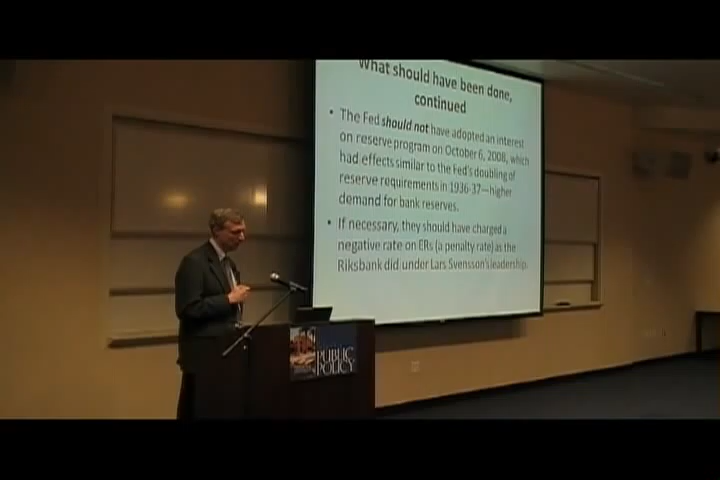 What should have been done,
continued
• The Fed should not have adopted an interest
on reserve program on October 6, 2008, which
had effects similar to the Fed's doubling of
reserve requirements in 1936-37—higher
demand for bank reserves.
• If necessary, they should have charged a
negative rate on ERs (a penalty rate) as the
Riksbank did under Lars Svensson's leadership.
PUBLIC
POLICY